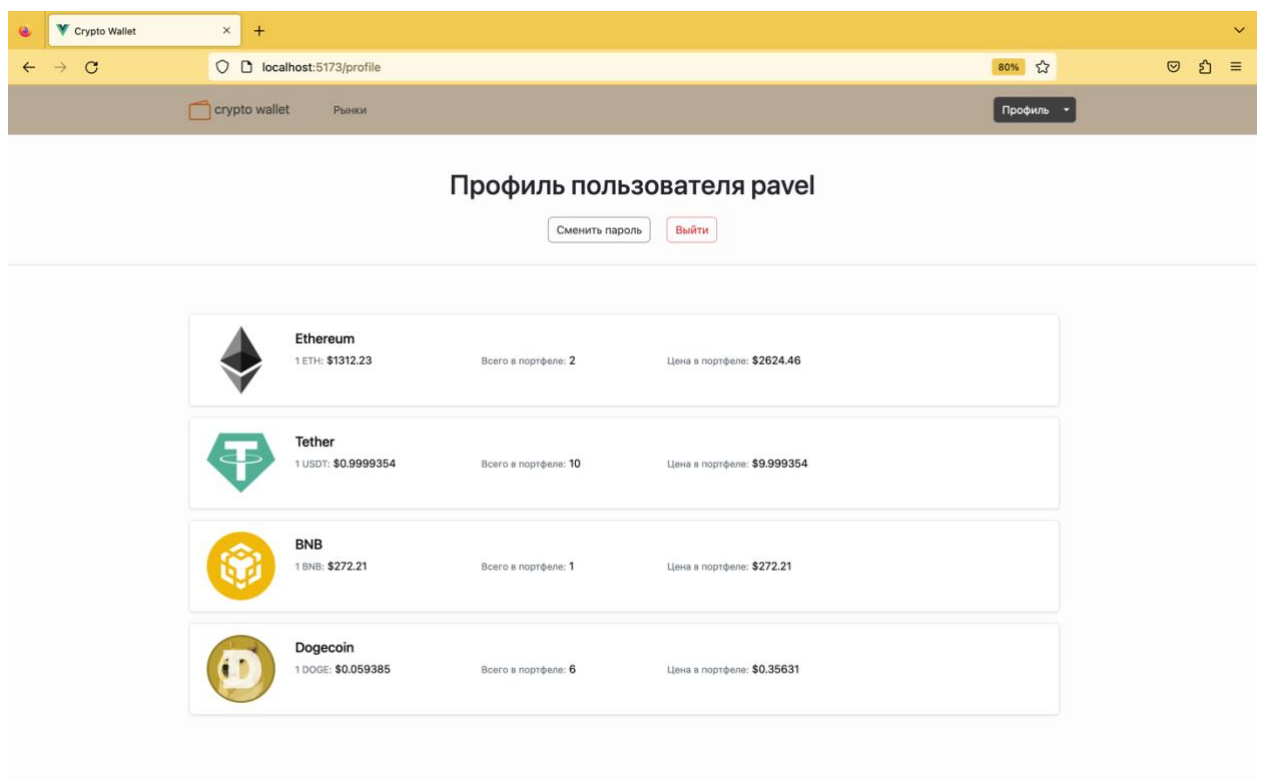 Crypto Wallet
localhost:5173/profile 80%
crypto wallet Рынки Профиль
Профиль пользователя pavel
Сменить пароль Выйти
Ethereum
1 ETH: $1312.23 Всего в портфеле: 2 Цена в портфеле: $2624.46
Tether
1 USDT: $0.9999354 Всего в портфеле: 10 Цена в портфеле: $9.999354
BNB
1 BNB: $272.21 Всего в портфеле: 1 Цена в портфеле: $272.21
Dogecoin
1 DOGE: $0.059385 Всего в портфеле: 6 Цена в портфеле: $0.35631